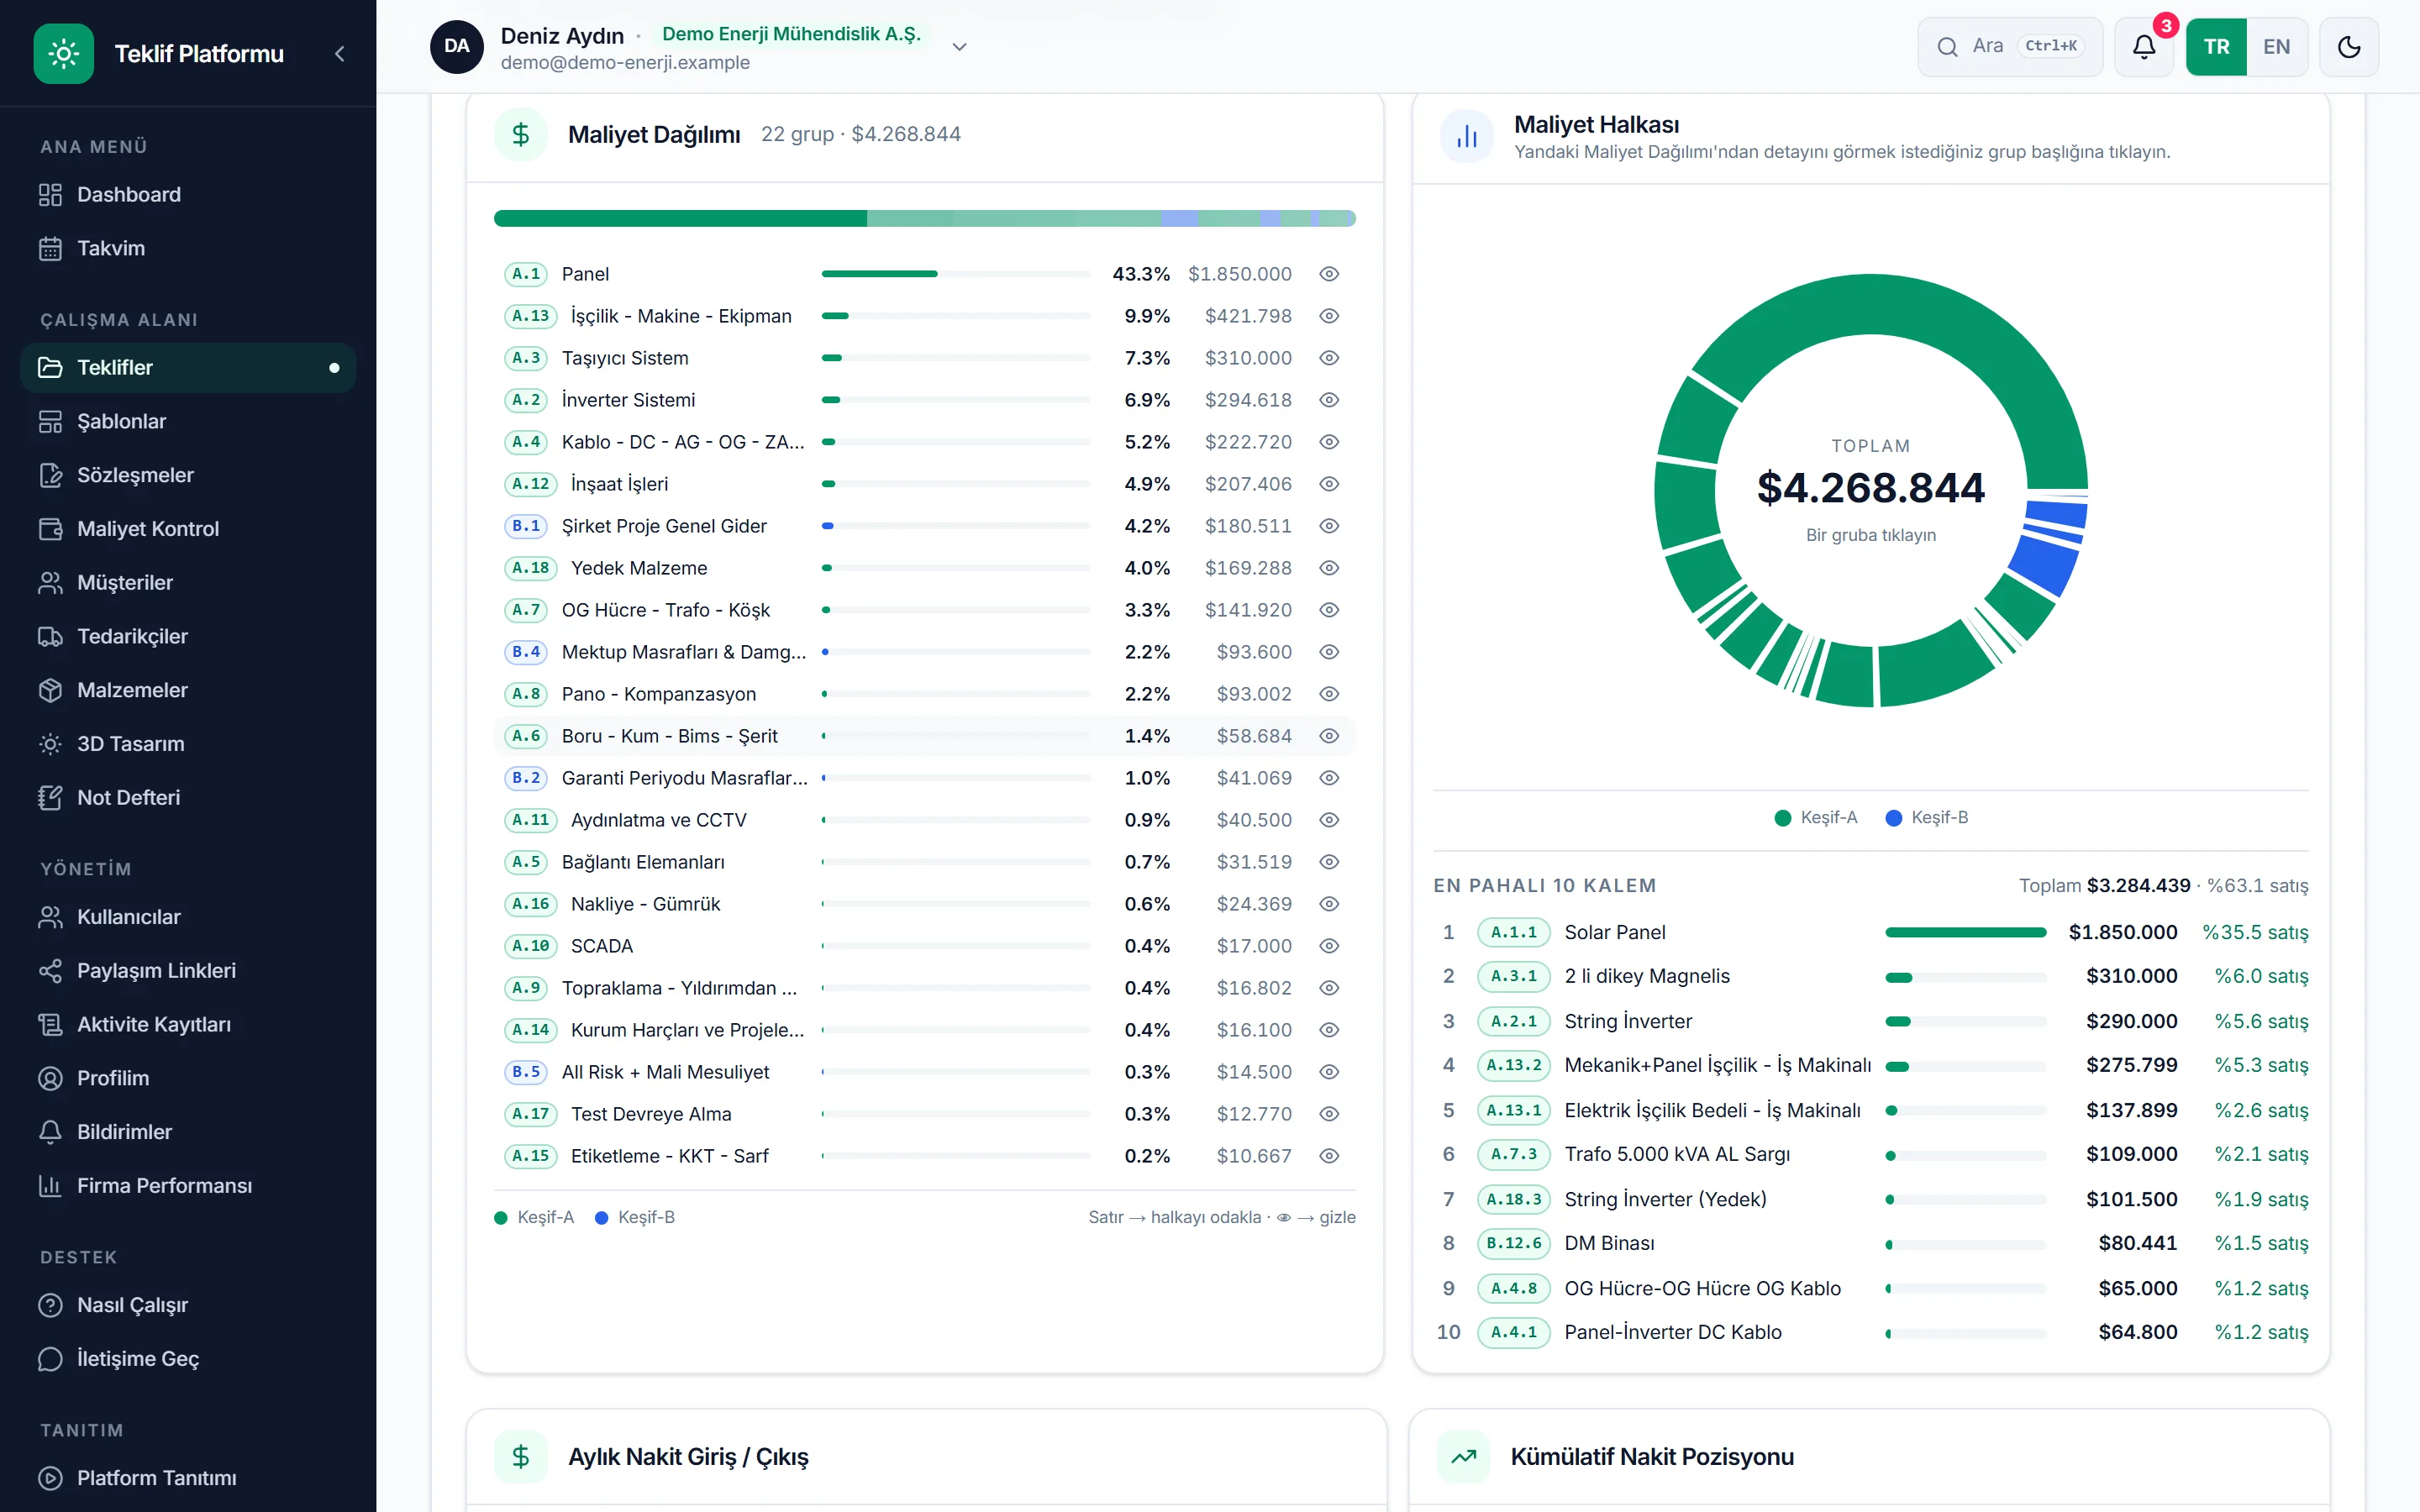 Teklif Platformu
ANA MENÜ
Dashboard
Takvim
ÇALIŞMA ALANI
Teklifler
Şablonlar
Sözleşmeler
Maliyet Kontrol
Müşteriler
Tedarikçiler
Malzemeler
3D Tasarım
Not Defteri
YÖNETİM
Kullanıcılar
Paylaşım Linkleri
Aktivite Kayıtları
Profilim
Bildirimler
Firma Performansı
DESTEK
Nasıl Çalışır
İletişime Geç
TANITIM
Platform Tanıtımı
DA
Deniz Aydın · Demo Enerji Mühendislik A.Ş.
demo@demo-enerji.example
Ara Ctrl+K
3
TR EN
Maliyet Dağılımı 22 grup · $4.268.844
A.1 Panel 43.3% $1.850.000
A.13 İşçilik - Makine - Ekipman 9.9% $421.798
A.3 Taşıyıcı Sistem 7.3% $310.000
A.2 İnverter Sistemi 6.9% $294.618
A.4 Kablo - DC - AG - OG - ZA... 5.2% $222.720
A.12 İnşaat İşleri 4.9% $207.406
B.1 Şirket Proje Genel Gider 4.2% $180.511
A.18 Yedek Malzeme 4.0% $169.288
A.7 OG Hücre - Trafo - Köşk 3.3% $141.920
B.4 Mektup Masrafları & Damg... 2.2% $93.600
A.8 Pano - Kompanzasyon 2.2% $93.002
A.6 Boru - Kum - Bims - Şerit 1.4% $58.684
B.2 Garanti Periyodu Masraflar... 1.0% $41.069
A.11 Aydınlatma ve CCTV 0.9% $40.500
A.5 Bağlantı Elemanları 0.7% $31.519
A.16 Nakliye - Gümrük 0.6% $24.369
A.10 SCADA 0.4% $17.000
A.9 Topraklama - Yıldırımdan ... 0.4% $16.802
A.14 Kurum Harçları ve Projele... 0.4% $16.100
B.5 All Risk + Mali Mesuliyet 0.3% $14.500
A.17 Test Devreye Alma 0.3% $12.770
A.15 Etiketleme - KKT - Sarf 0.2% $10.667
Keşif-A Keşif-B Satır → halkayı odakla · → gizle
Maliyet Halkası
Yandaki Maliyet Dağılımı'ndan detayını görmek istediğiniz grup başlığına tıklayın.
TOPLAM
$4.268.844
Bir gruba tıklayın
Keşif-A Keşif-B
EN PAHALI 10 KALEM Toplam $3.284.439 · %63.1 satış
1 A.1.1 Solar Panel $1.850.000 %35.5 satış
2 A.3.1 2 li dikey Magnelis $310.000 %6.0 satış
3 A.2.1 String İnverter $290.000 %5.6 satış
4 A.13.2 Mekanik+Panel İşçilik - İş Makinalı $275.799 %5.3 satış
5 A.13.1 Elektrik İşçilik Bedeli - İş Makinalı $137.899 %2.6 satış
6 A.7.3 Trafo 5.000 kVA AL Sargı $109.000 %2.1 satış
7 A.18.3 String İnverter (Yedek) $101.500 %1.9 satış
8 B.12.6 DM Binası $80.441 %1.5 satış
9 A.4.8 OG Hücre-OG Hücre OG Kablo $65.000 %1.2 satış
10 A.4.1 Panel-İnverter DC Kablo $64.800 %1.2 satış
Aylık Nakit Giriş / Çıkış
Kümülatif Nakit Pozisyonu